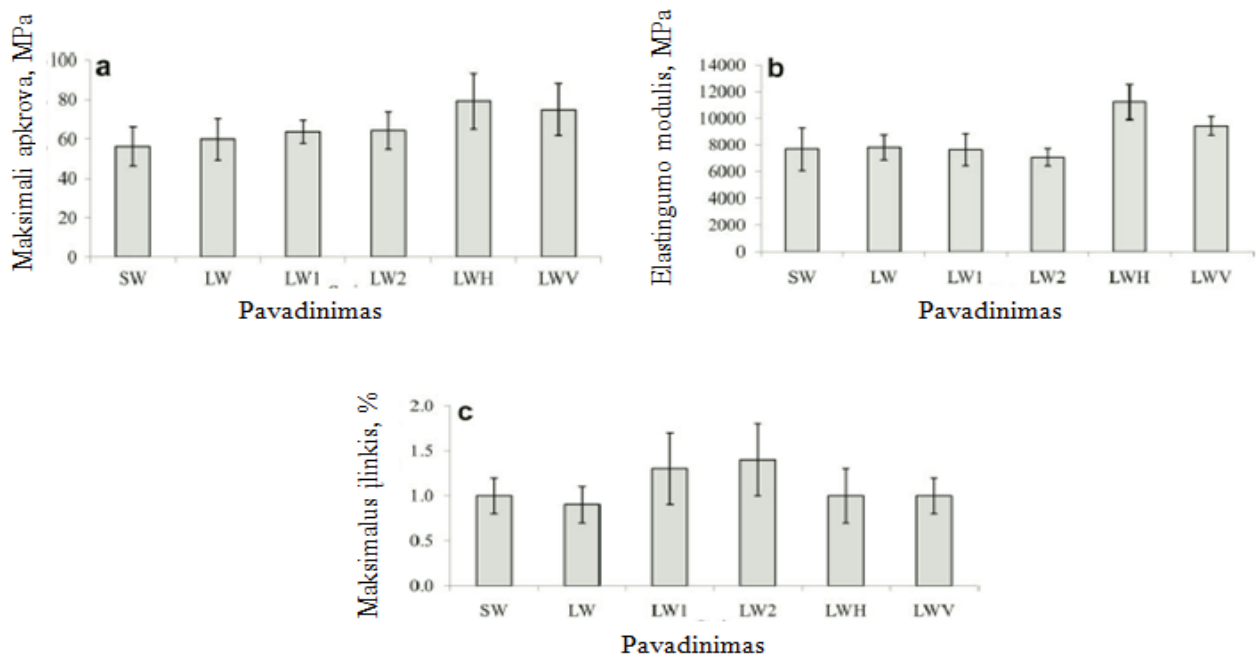 Maksimali apkrova, MPa
a
100
80
60
40
20
0
SW LW LW1 LW2 LWH LWV
Pavadinimas
Elastingumo modulis, MPa
b
14000
12000
10000
8000
6000
4000
2000
0
SW LW LW1 LW2 LWH LWV
Pavadinimas
Maksimalus įlinkis, %
c
2.0
1.5
1.0
0.5
0.0
SW LW LW1 LW2 LWH LWV
Pavadinimas